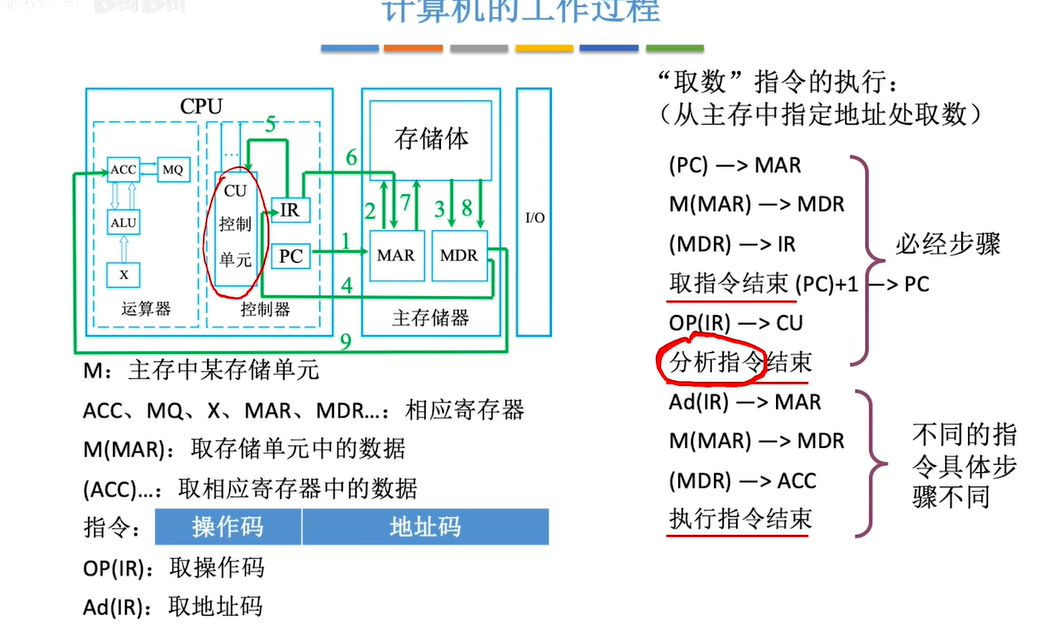 计算机的工作过程
CPU
ACC
MQ
ALU
X
运算器
...
CU
控制
单元
IR
PC
控制器
5
6
1
4
9
存储体
2
7
3
8
MAR
MDR
主存储器
I/O
M：主存中某存储单元
ACC、MQ、X、MAR、MDR...：相应寄存器
M(MAR)：取存储单元中的数据
(ACC)...：取相应寄存器中的数据
指令： 操作码 地址码
OP(IR)：取操作码
Ad(IR)：取地址码
“取数”指令的执行：
（从主存中指定地址处取数）
(PC) —> MAR
M(MAR) —> MDR
(MDR) —> IR
取指令结束 (PC)+1 —> PC
OP(IR) —> CU
分析指令结束
必经步骤
Ad(IR) —> MAR
M(MAR) —> MDR
(MDR) —> ACC
执行指令结束
不同的指
令具体步
骤不同